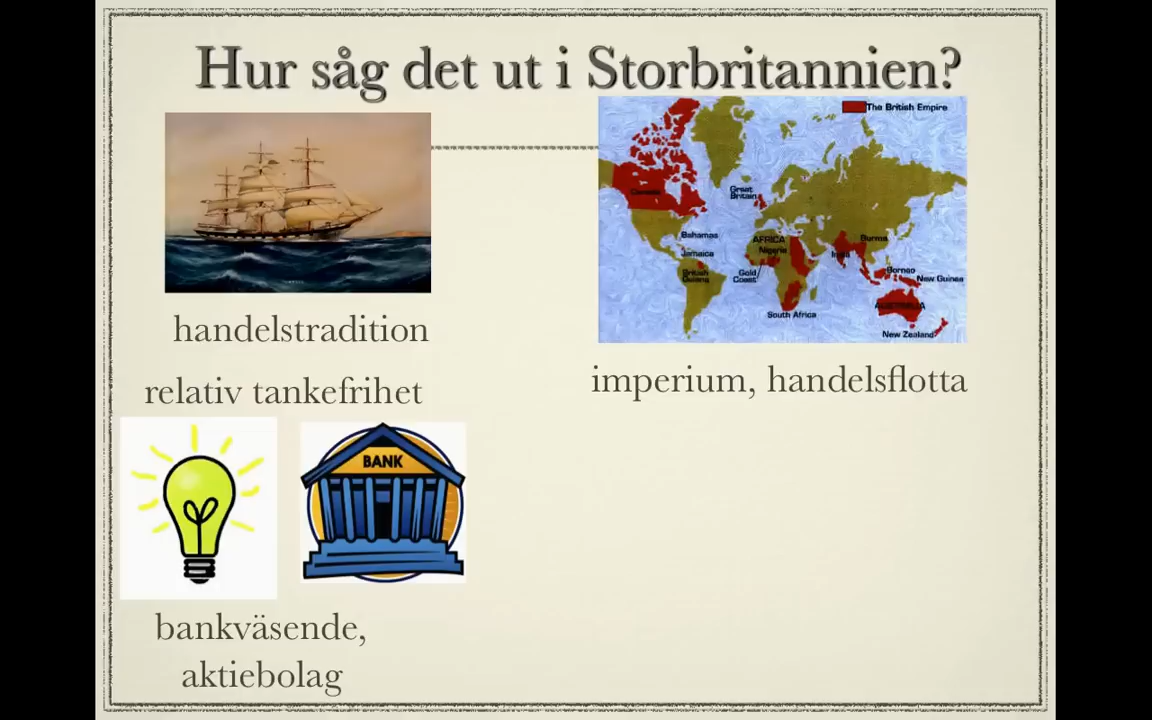 Hur såg det ut i Storbritannien?
The British Empire
Canada
Great
Britain
Bahamas
Jamaica
British
Guiana
AFRICA
Nigeria
Gold
Coast
South Africa
India
Burma
Borneo
New Guinea
AUSTRALIA
New Zealand
handelstradition
imperium, handelsflotta
relativ tankefrihet
BANK
bankväsende,
aktiebolag